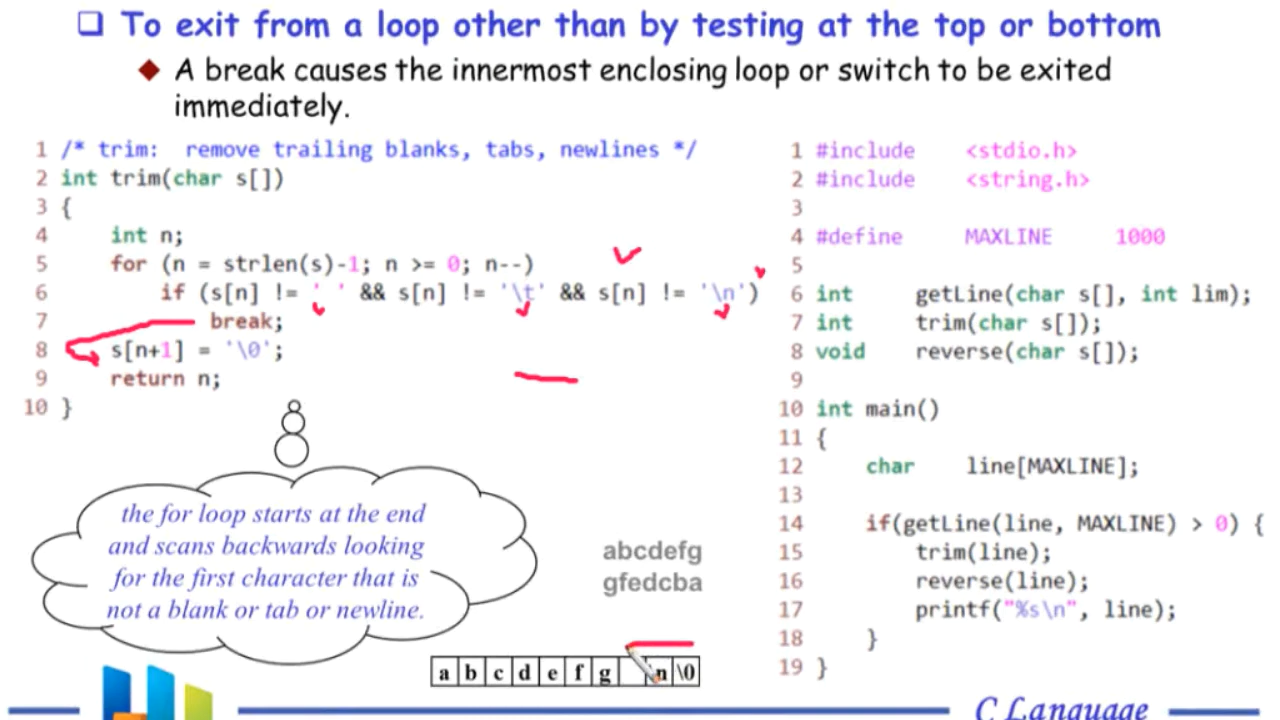 To exit from a loop other than by testing at the top or bottom
A break causes the innermost enclosing loop or switch to be exited
immediately.
1 /* trim: remove trailing blanks, tabs, newlines */
2 int trim(char s[])
3 {
4 int n;
5 for (n = strlen(s)-1; n >= 0; n--)
6 if (s[n] != ' ' && s[n] != '\t' && s[n] != '\n')
7 break;
8 s[n+1] = '\0';
9 return n;
10 }
the for loop starts at the end
and scans backwards looking
for the first character that is
not a blank or tab or newline.
abcdefg
gfedcba
a b c d e f g \n \0
1 #include <stdio.h>
2 #include <string.h>
3
4 #define MAXLINE 1000
5
6 int getLine(char s[], int lim);
7 int trim(char s[]);
8 void reverse(char s[]);
9
10 int main()
11 {
12 char line[MAXLINE];
13
14 if(getLine(line, MAXLINE) > 0) {
15 trim(line);
16 reverse(line);
17 printf("%s\n", line);
18 }
19 }
C Language